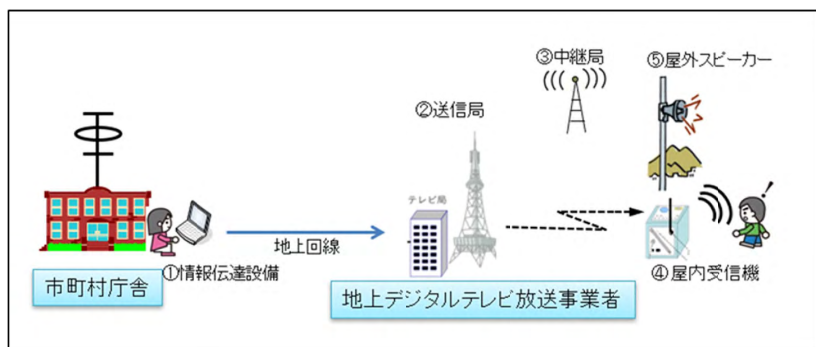 ③中継局
⑤屋外スピーカー
②送信局
テレビ局
地上回線
①情報伝達設備
④屋内受信機
市町村庁舎
地上デジタルテレビ放送事業者